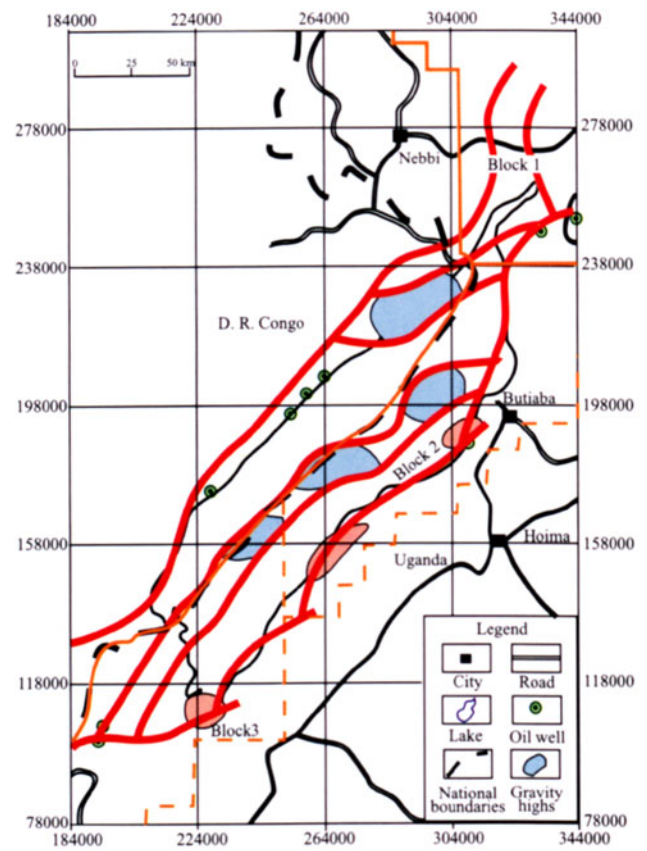 184000 224000 264000 304000 344000
0 25 50 km
278000 278000
Nebbi
Block 1
238000 238000
D. R. Congo
198000 198000
Butiaba
Block 2
158000 158000
Hoima
Uganda
Legend
City Road
118000 118000
Lake Oil well
Block3
National Gravity
boundaries highs
78000 78000
184000 224000 264000 304000 344000